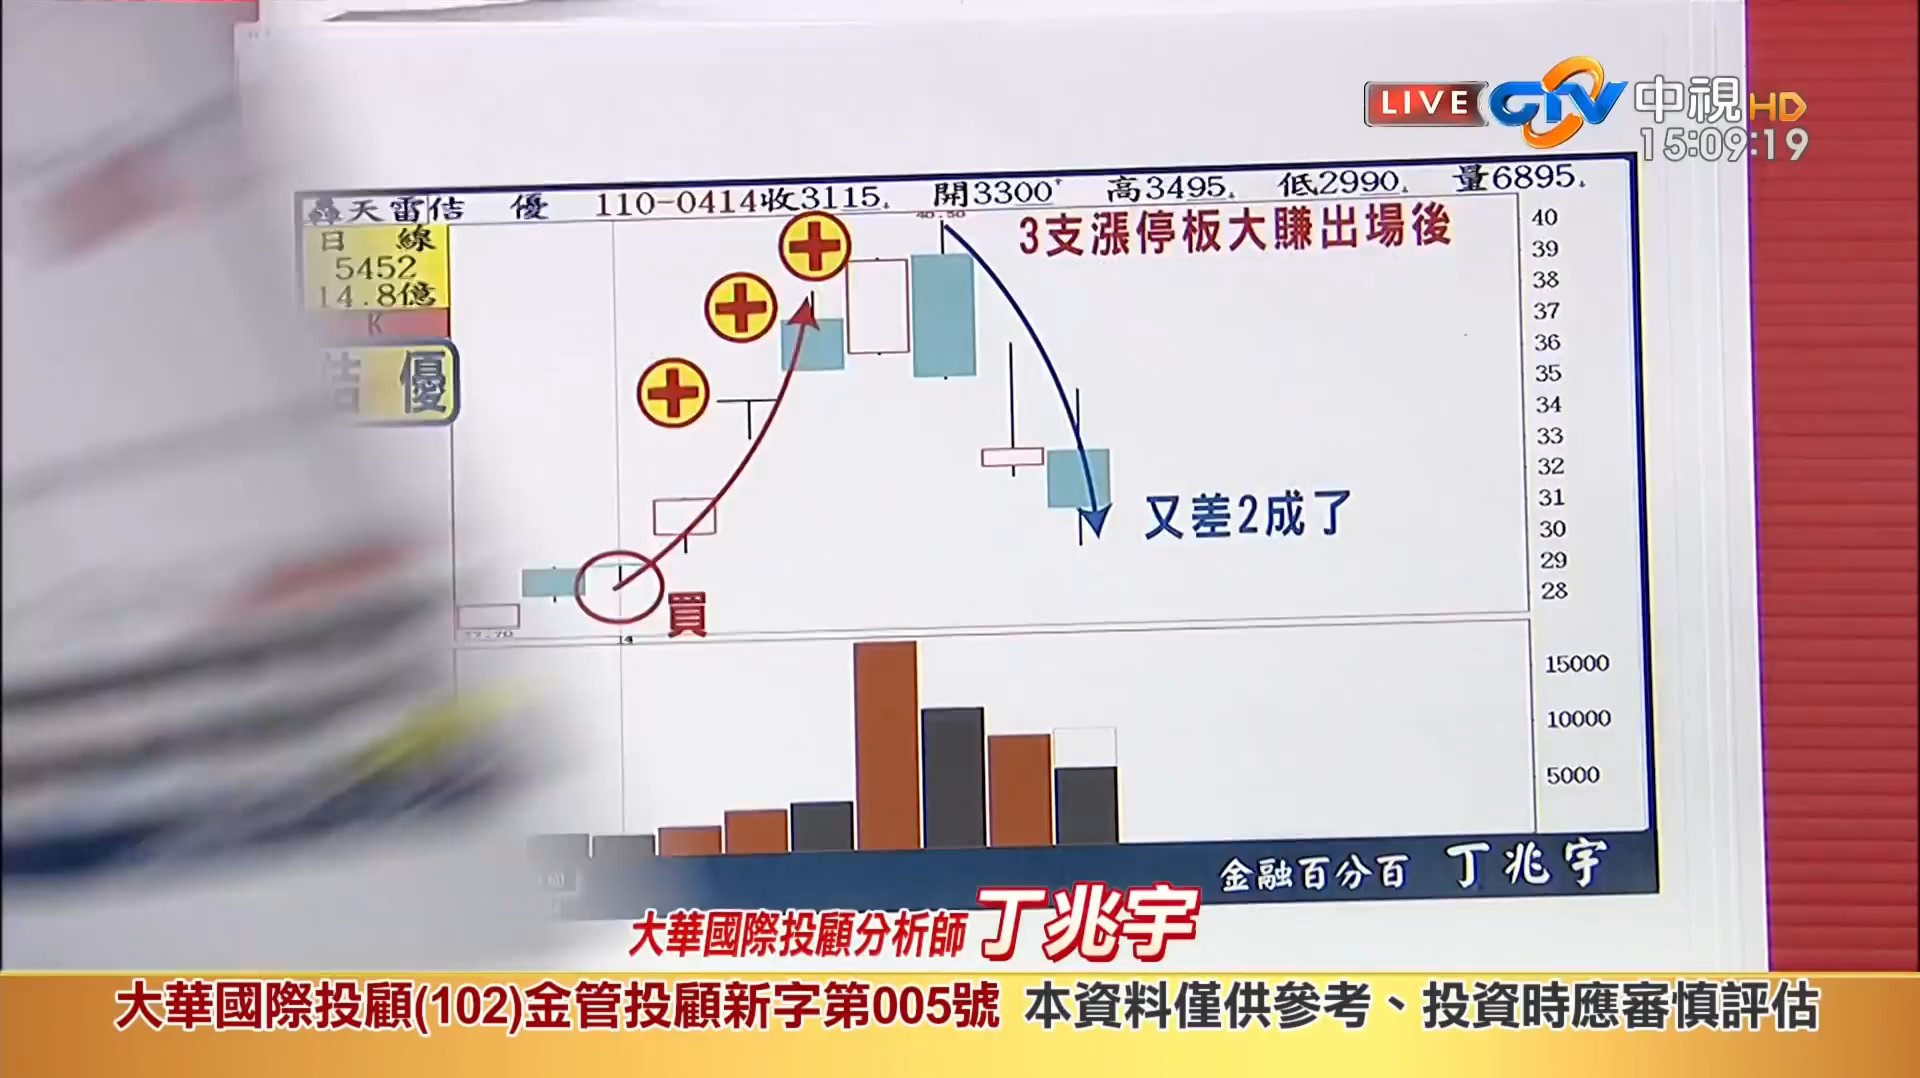 LIVE CTV 中視HD
15:09:19
天雷佶 優 110-0414收3115. 開3300 高3495. 低2990. 量6895.
日 線
5452
14.8億
K
佶 優
40.50
3支漲停板大賺出場後
40
39
38
37
36
35
34
33
32
31
30
29
28
又差2成了
買
14
15000
10000
5000
金融百分百 丁兆宇
大華國際投顧分析師 丁兆宇
大華國際投顧(102)金管投顧新字第005號 本資料僅供參考、投資時應審慎評估